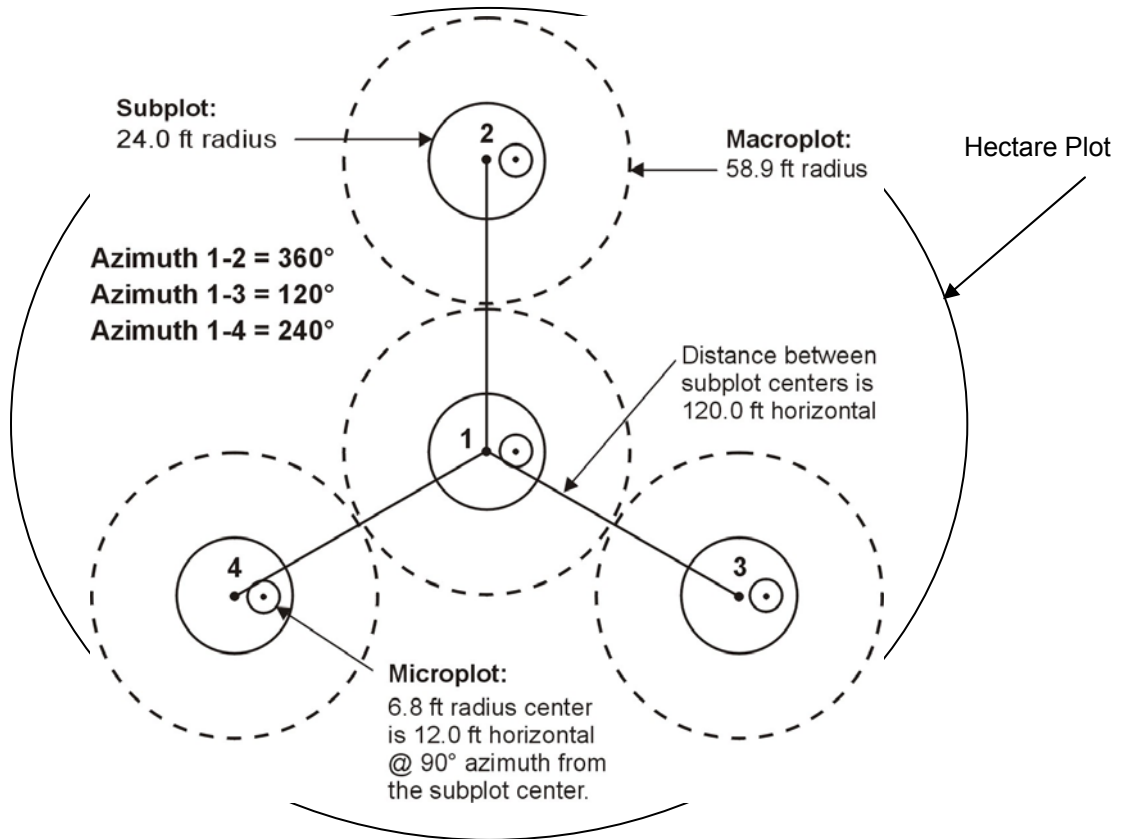 Subplot:
24.0 ft radius
2
Macroplot:
58.9 ft radius
Hectare Plot
Azimuth 1-2 = 360°
Azimuth 1-3 = 120°
Azimuth 1-4 = 240°
Distance between
subplot centers is
120.0 ft horizontal
1
4
3
Microplot:
6.8 ft radius center
is 12.0 ft horizontal
@ 90° azimuth from
the subplot center.